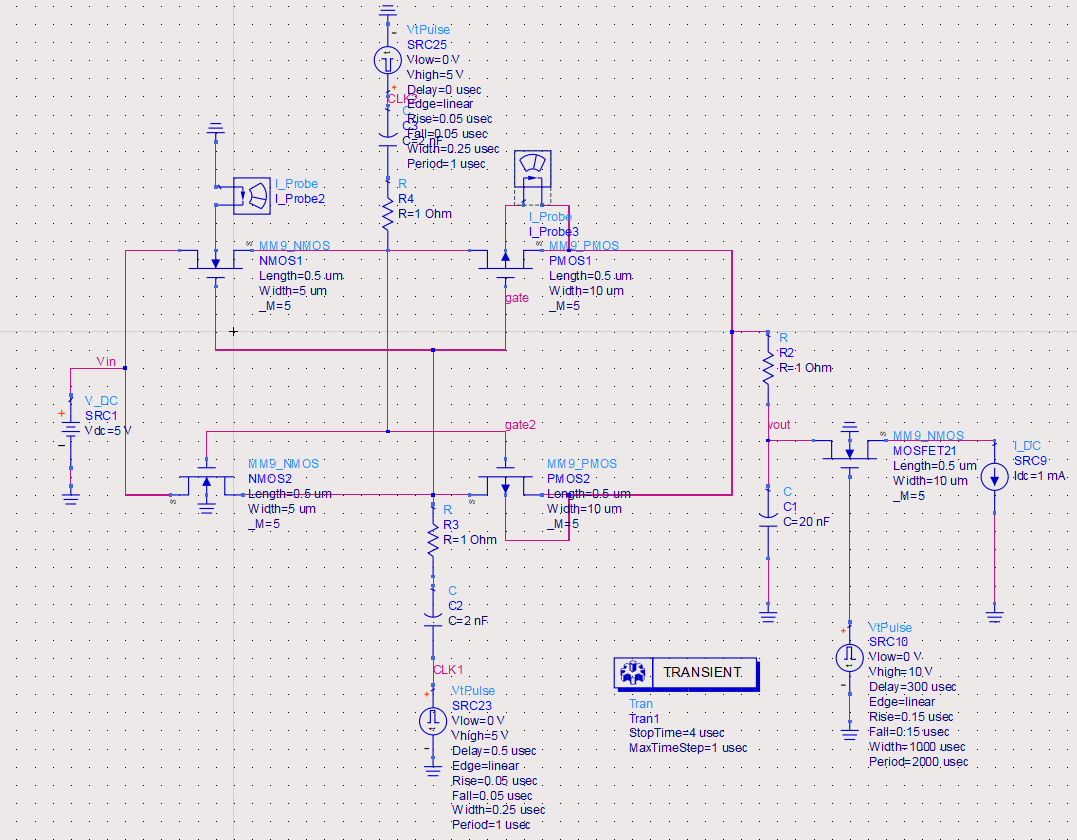 VtPulse
SRC25
Vlow=0 V
Vhigh=5 V
Delay=0 usec
Edge=linear
Rise=0.05 usec
Fall=0.05 usec
Width=0.25 usec
Period=1 usec
C3
C=2 nF
I_Probe
I_Probe2
R
R4
R=1 Ohm
I_Probe
I_Probe3
MM9_NMOS
NMOS1
Length=0.5 um
Width=5 um
_M=5
MM9_PMOS
PMOS1
Length=0.5 um
Width=10 um
_M=5
gate
Vin
V_DC
SRC1
Vdc=5 V
R
R2
R=1 Ohm
gate2
vout
MM9_NMOS
NMOS2
Length=0.5 um
Width=5 um
_M=5
MM9_PMOS
PMOS2
Length=0.5 um
Width=10 um
_M=5
MM9_NMOS
MOSFET21
Length=0.5 um
Width=10 um
_M=5
I_DC
SRC9
Idc=1 mA
C
C1
C=20 nF
R
R3
R=1 Ohm
C
C2
C=2 nF
CLK1
VtPulse
SRC23
Vlow=0 V
Vhigh=5 V
Delay=0.5 usec
Edge=linear
Rise=0.05 usec
Fall=0.05 usec
Width=0.25 usec
Period=1 usec
TRANSIENT
Tran
Tran1
StopTime=4 usec
MaxTimeStep=1 usec
VtPulse
SRC10
Vlow=0 V
Vhigh=10 V
Delay=300 usec
Edge=linear
Rise=0.15 usec
Fall=0.15 usec
Width=1000 usec
Period=2000 usec